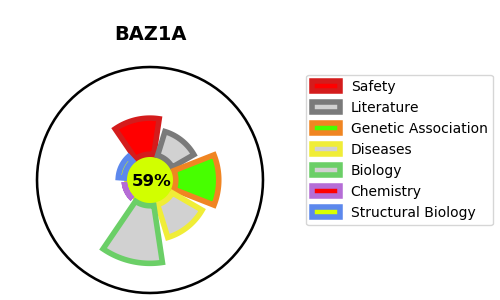 BAZ1A
59%
Safety
Literature
Genetic Association
Diseases
Biology
Chemistry
Structural Biology